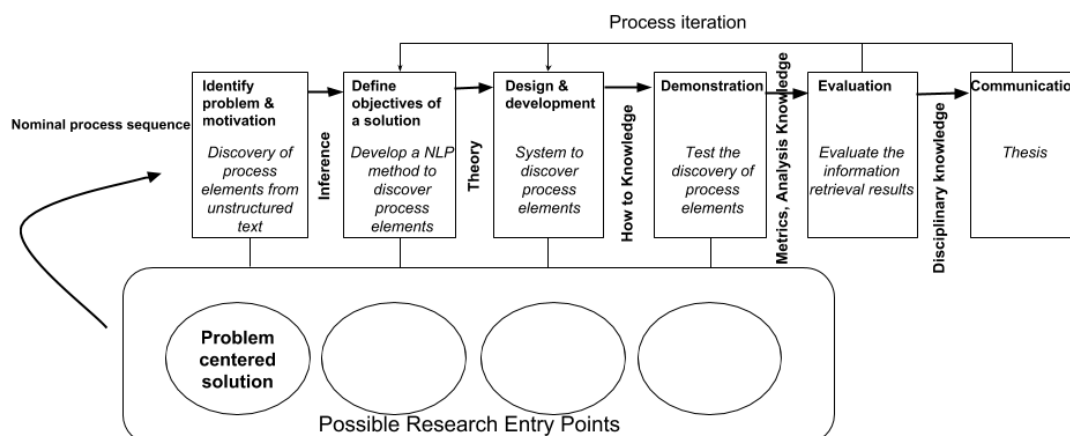 Process iteration
Nominal process sequence
Identify
problem &
motivation
Discovery of
process
elements from
unstructured
text
Inference
Define
objectives of
a solution
Develop a NLP
method to
discover
process
elements
Theory
Design &
development
System to
discover
process
elements
How to Knowledge
Demonstration
Test the
discovery of
process
elements
Metrics, Analysis Knowledge
Evaluation
Evaluate the
information
retrieval results
Disciplinary knowledge
Communicatio
Thesis
Problem
centered
solution
Possible Research Entry Points